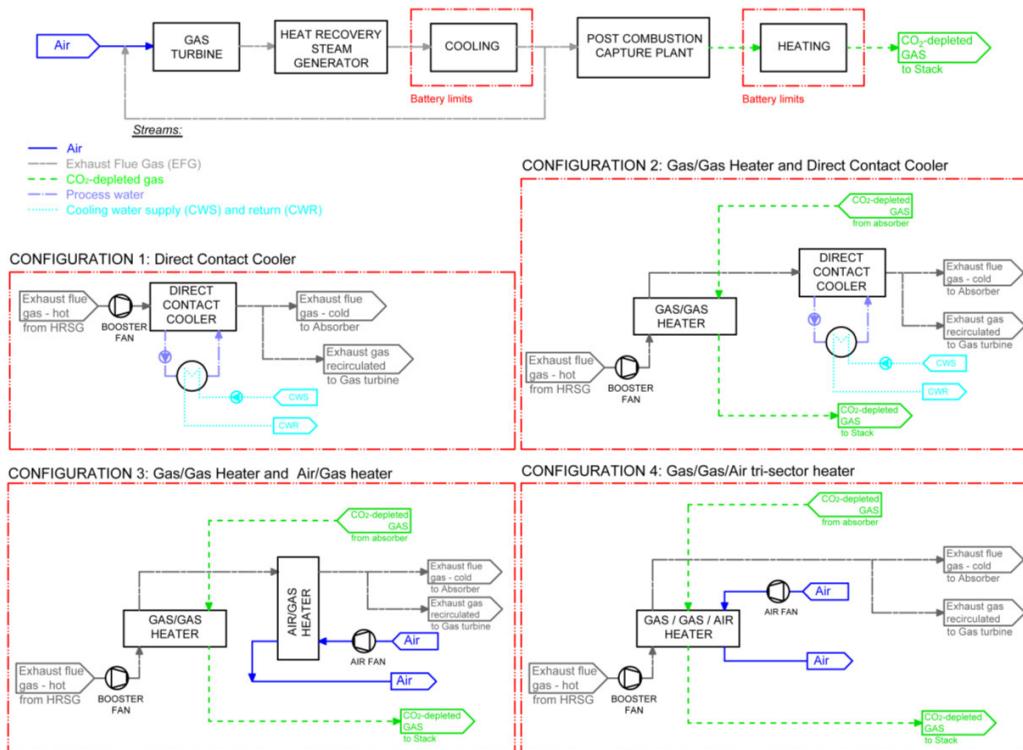 Air
GAS
TURBINE
HEAT RECOVERY
STEAM
GENERATOR
COOLING
Battery limits
POST COMBUSTION
CAPTURE PLANT
HEATING
Battery limits
CO2-depleted
GAS
to Stack
Streams:
Air
Exhaust Flue Gas (EFG)
CO2-depleted gas
Process water
Cooling water supply (CWS) and return (CWR)
CONFIGURATION 1: Direct Contact Cooler
Exhaust flue
gas - hot
from HRSG
BOOSTER
FAN
DIRECT
CONTACT
COOLER
Exhaust flue
gas - cold
to Absorber
Exhaust gas
recirculated
to Gas turbine
CWS
CWR
CONFIGURATION 2: Gas/Gas Heater and Direct Contact Cooler
CO2-depleted
GAS
from absorber
DIRECT
CONTACT
COOLER
Exhaust flue
gas - cold
to Absorber
GAS/GAS
HEATER
Exhaust gas
recirculated
to Gas turbine
Exhaust flue
gas - hot
from HRSG
BOOSTER
FAN
CWS
CWR
CO2-depleted
GAS
to Stack
CONFIGURATION 3: Gas/Gas Heater and Air/Gas heater
CO2-depleted
GAS
from absorber
AIR/GAS
HEATER
Exhaust flue
gas - cold
to Absorber
Exhaust gas
recirculated
to Gas turbine
GAS/GAS
HEATER
Air
AIR FAN
Air
Exhaust flue
gas - hot
from HRSG
BOOSTER
FAN
CO2-depleted
GAS
to Stack
CONFIGURATION 4: Gas/Gas/Air tri-sector heater
CO2-depleted
GAS
from absorber
Exhaust flue
gas - cold
to Absorber
Air
AIR FAN
Exhaust gas
recirculated
to Gas turbine
GAS / GAS / AIR
HEATER
Air
Exhaust flue
gas - hot
from HRSG
BOOSTER
FAN
CO2-depleted
GAS
to Stack